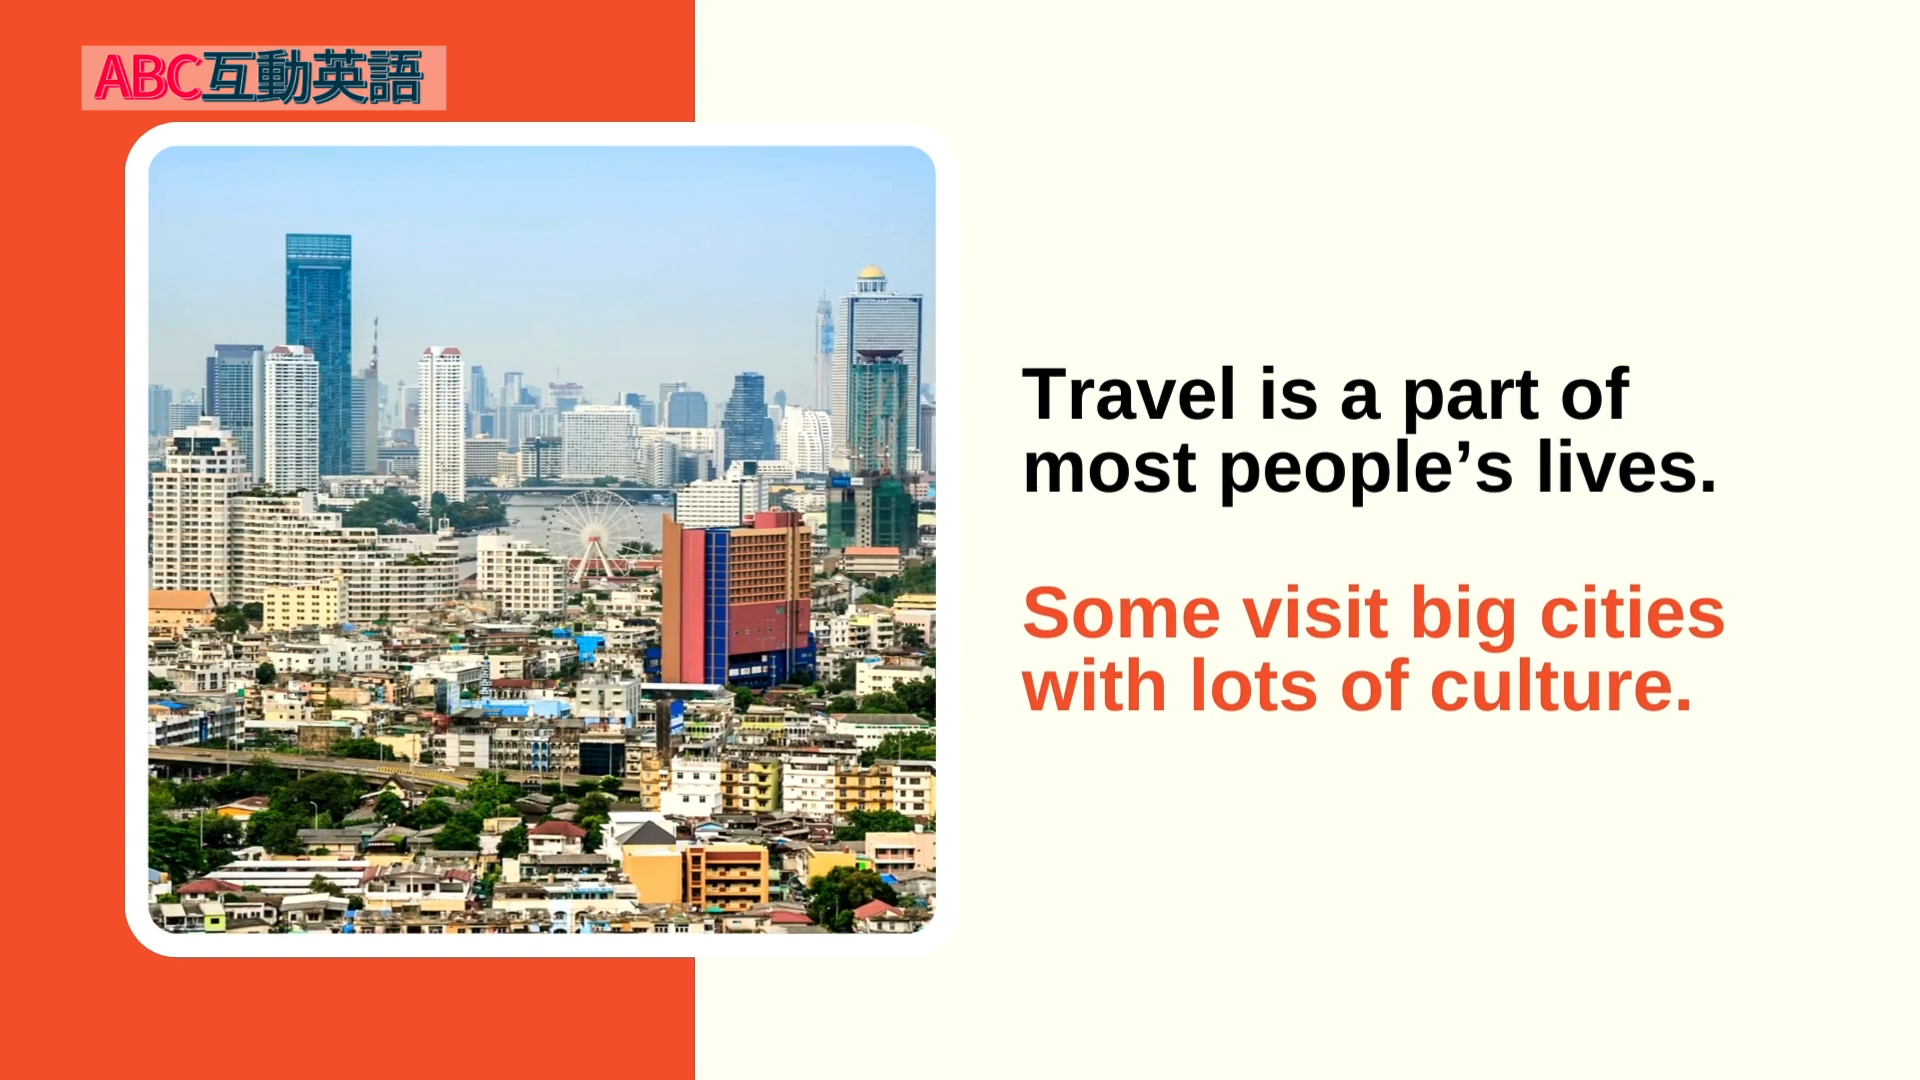 ABC互動英語
Travel is a part of
most people’s lives.
Some visit big cities
with lots of culture.